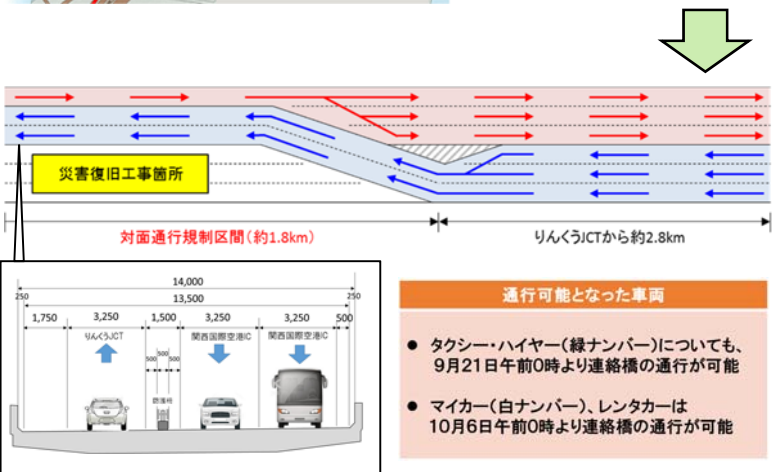 災害復旧工事箇所
対面通行規制区間(約1.8km)
りんくうJCTから約2.8km
14,000
250
13,500
250
1,750
3,250
1,500
3,250
3,250
500
りんくうJCT
関西国際空港IC
関西国際空港IC
500
500
500
通行可能となった車両
● タクシー・ハイヤー(緑ナンバー)についても、
9月21日午前0時より連絡橋の通行が可能
● マイカー(白ナンバー)、レンタカーは
10月6日午前0時より連絡橋の通行が可能